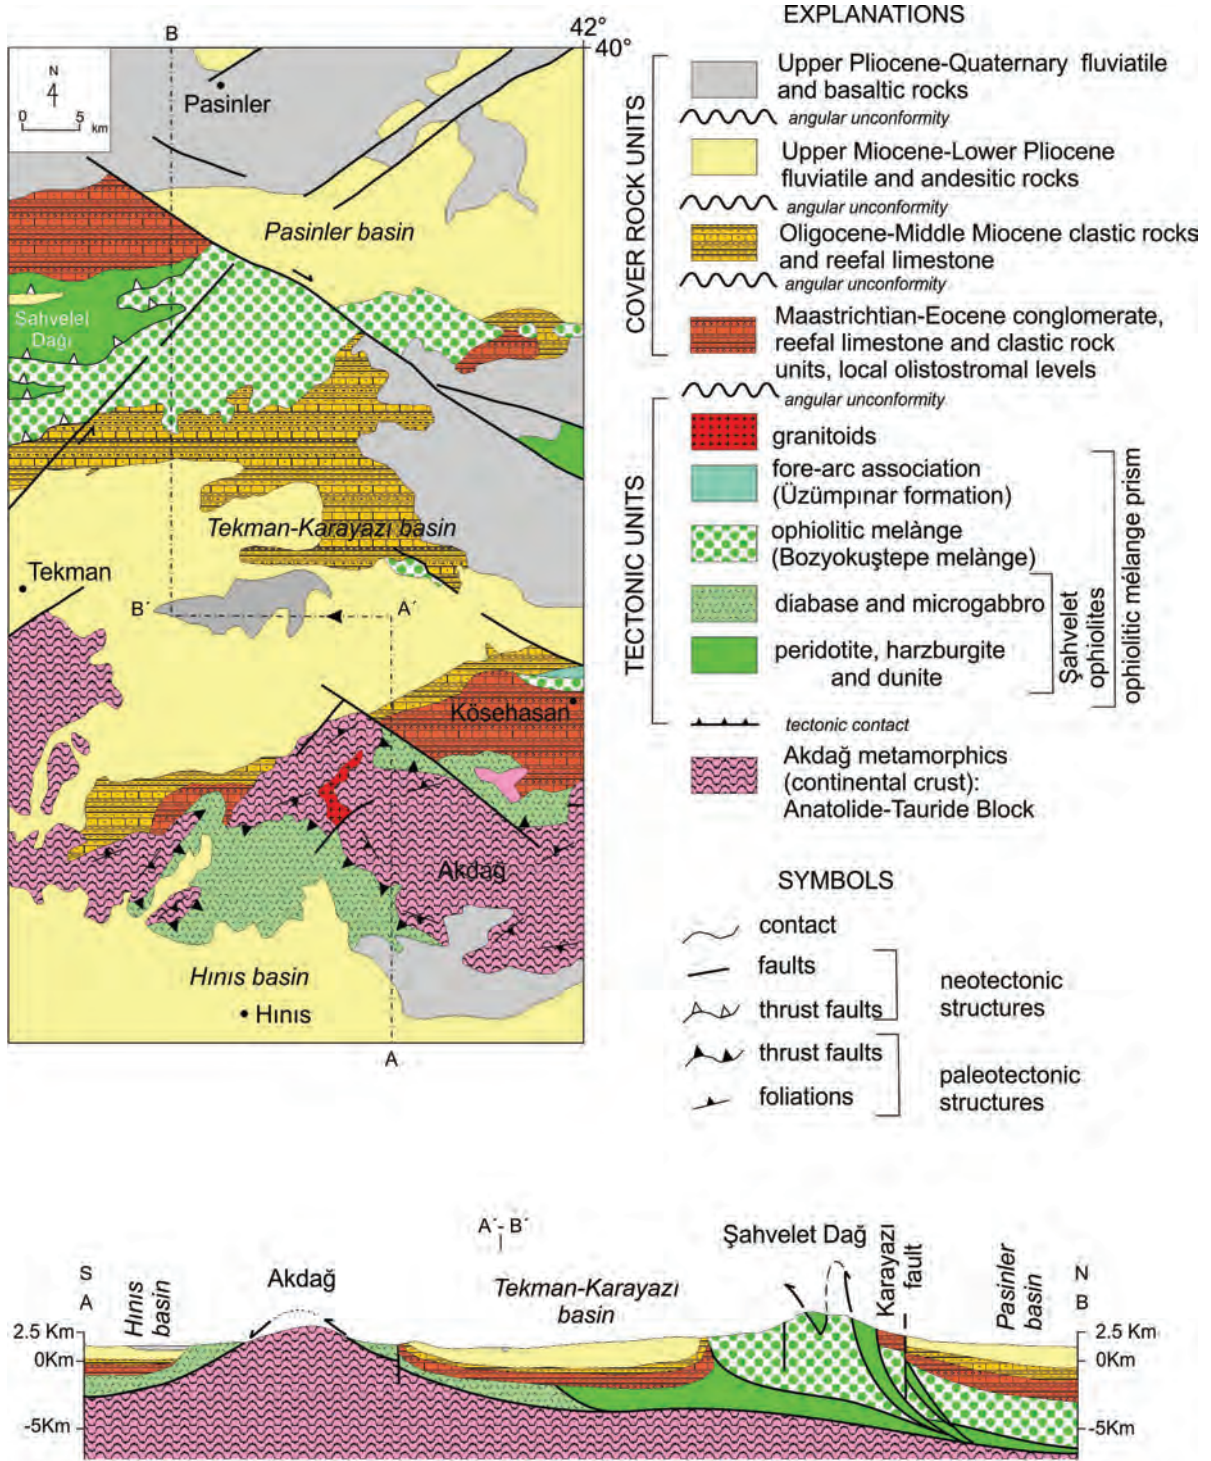 B
42°
40°
N
0 5
km
Pasinler
Pasinler basin
Sahvelel
Daği
Tekman-Karayazi basin
Tekman
B´
A´
Kösehasan
Akdağ
Hınıs basin
Hınıs
A
EXPLANATIONS
COVER ROCK UNITS
Upper Pliocene-Quaternary fluviatile
and basaltic rocks
angular unconformity
Upper Miocene-Lower Pliocene
fluviatile and andesitic rocks
angular unconformity
Oligocene-Middle Miocene clastic rocks
and reefal limestone
angular unconformity
Maastrichtian-Eocene conglomerate,
reefal limestone and clastic rock
units, local olistostromal levels
angular unconformity
TECTONIC UNITS
granitoids
fore-arc association
(Üzümpınar formation)
ophiolitic melànge
(Bozyokuştepe melànge)
diabase and microgabbro
peridotite, harzburgite
and dunite
Şahvelet
ophiolites
ophiolitic mélange prism
tectonic contact
Akdağ metamorphics
(continental crust):
Anatolide-Tauride Block
SYMBOLS
contact
faults
thrust faults
neotectonic
structures
thrust faults
foliations
paleotectonic
structures
A´- B´
S
A
Hınıs
basin
Akdağ
Tekman-Karayazi
basin
Şahvelet Dağ
Karayazi
fault
Pasinler
basin
N
B
2.5 Km
0Km
-5Km
2.5 Km
0Km
-5Km